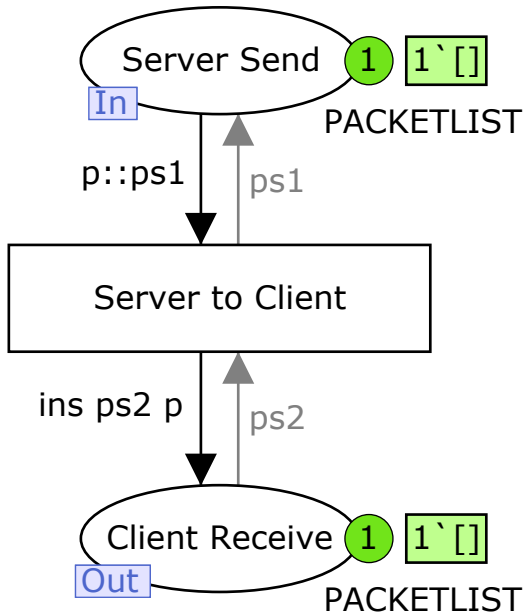 Server Send
1
1`[]
In
PACKETLIST
p::ps1
ps1
Server to Client
ins ps2 p
ps2
Client Receive
1
1`[]
Out
PACKETLIST